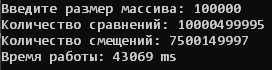 Введите размер массива: 100000
Количество сравнений: 10000499995
Количество смещений: 7500149997
Время работы: 43069 ms